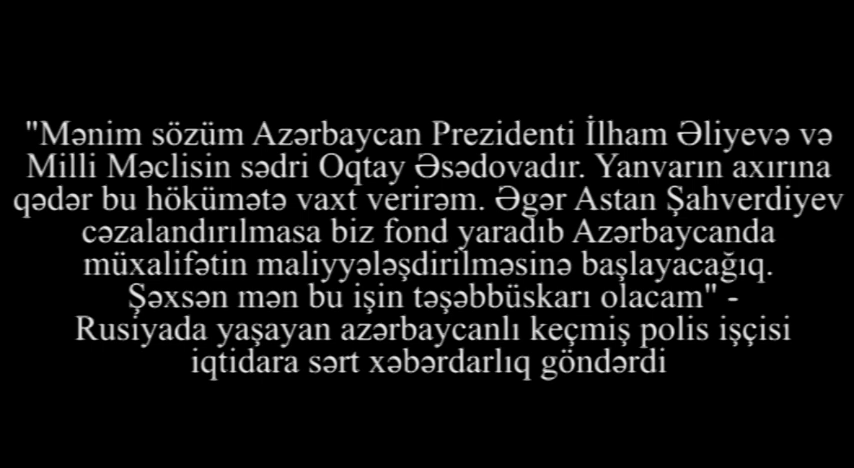 "Mənim sözüm Azərbaycan Prezidenti İlham Əliyevə və
Milli Məclisin sədri Oqtay Əsədovadır. Yanvarın axırına
qədər bu hökümətə vaxt verirəm. Əgər Astan Şahverdiyev
cəzalandırılmasa biz fond yaradıb Azərbaycanda
müxalifətin maliyyələşdirilməsinə başlayacağıq.
Şəxsən mən bu işin təşəbbüskarı olacam" -
Rusiyada yaşayan azərbaycanlı keçmiş polis işçisi
iqtidara sərt xəbərdarlıq göndərdi